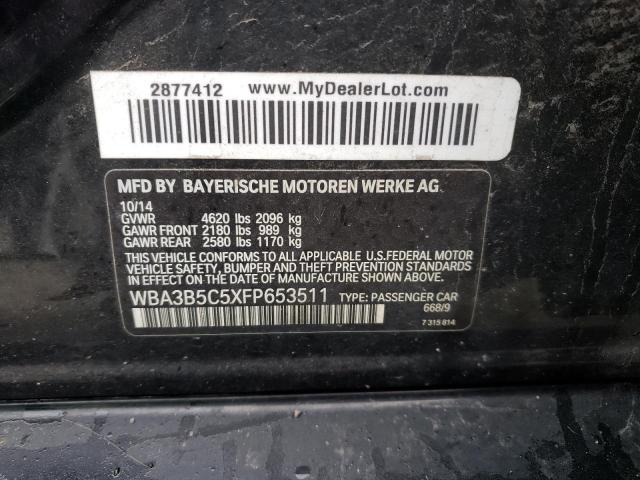 2877412 www.MyDealerLot.com
MFD BY BAYERISCHE MOTOREN WERKE AG
10/14
GVWR 4620 lbs 2096 kg
GAWR FRONT 2180 lbs 989 kg
GAWR REAR 2580 lbs 1170 kg
THIS VEHICLE CONFORMS TO ALL APPLICABLE U.S.FEDERAL MOTOR
VEHICLE SAFETY, BUMPER, AND THEFT PREVENTION STANDARDS
IN EFFECT ON THE DATE OF MANUFACTURE SHOWN ABOVE.
WBA3B5C5XFP653511 TYPE: PASSENGER CAR
668/9
7 315 814